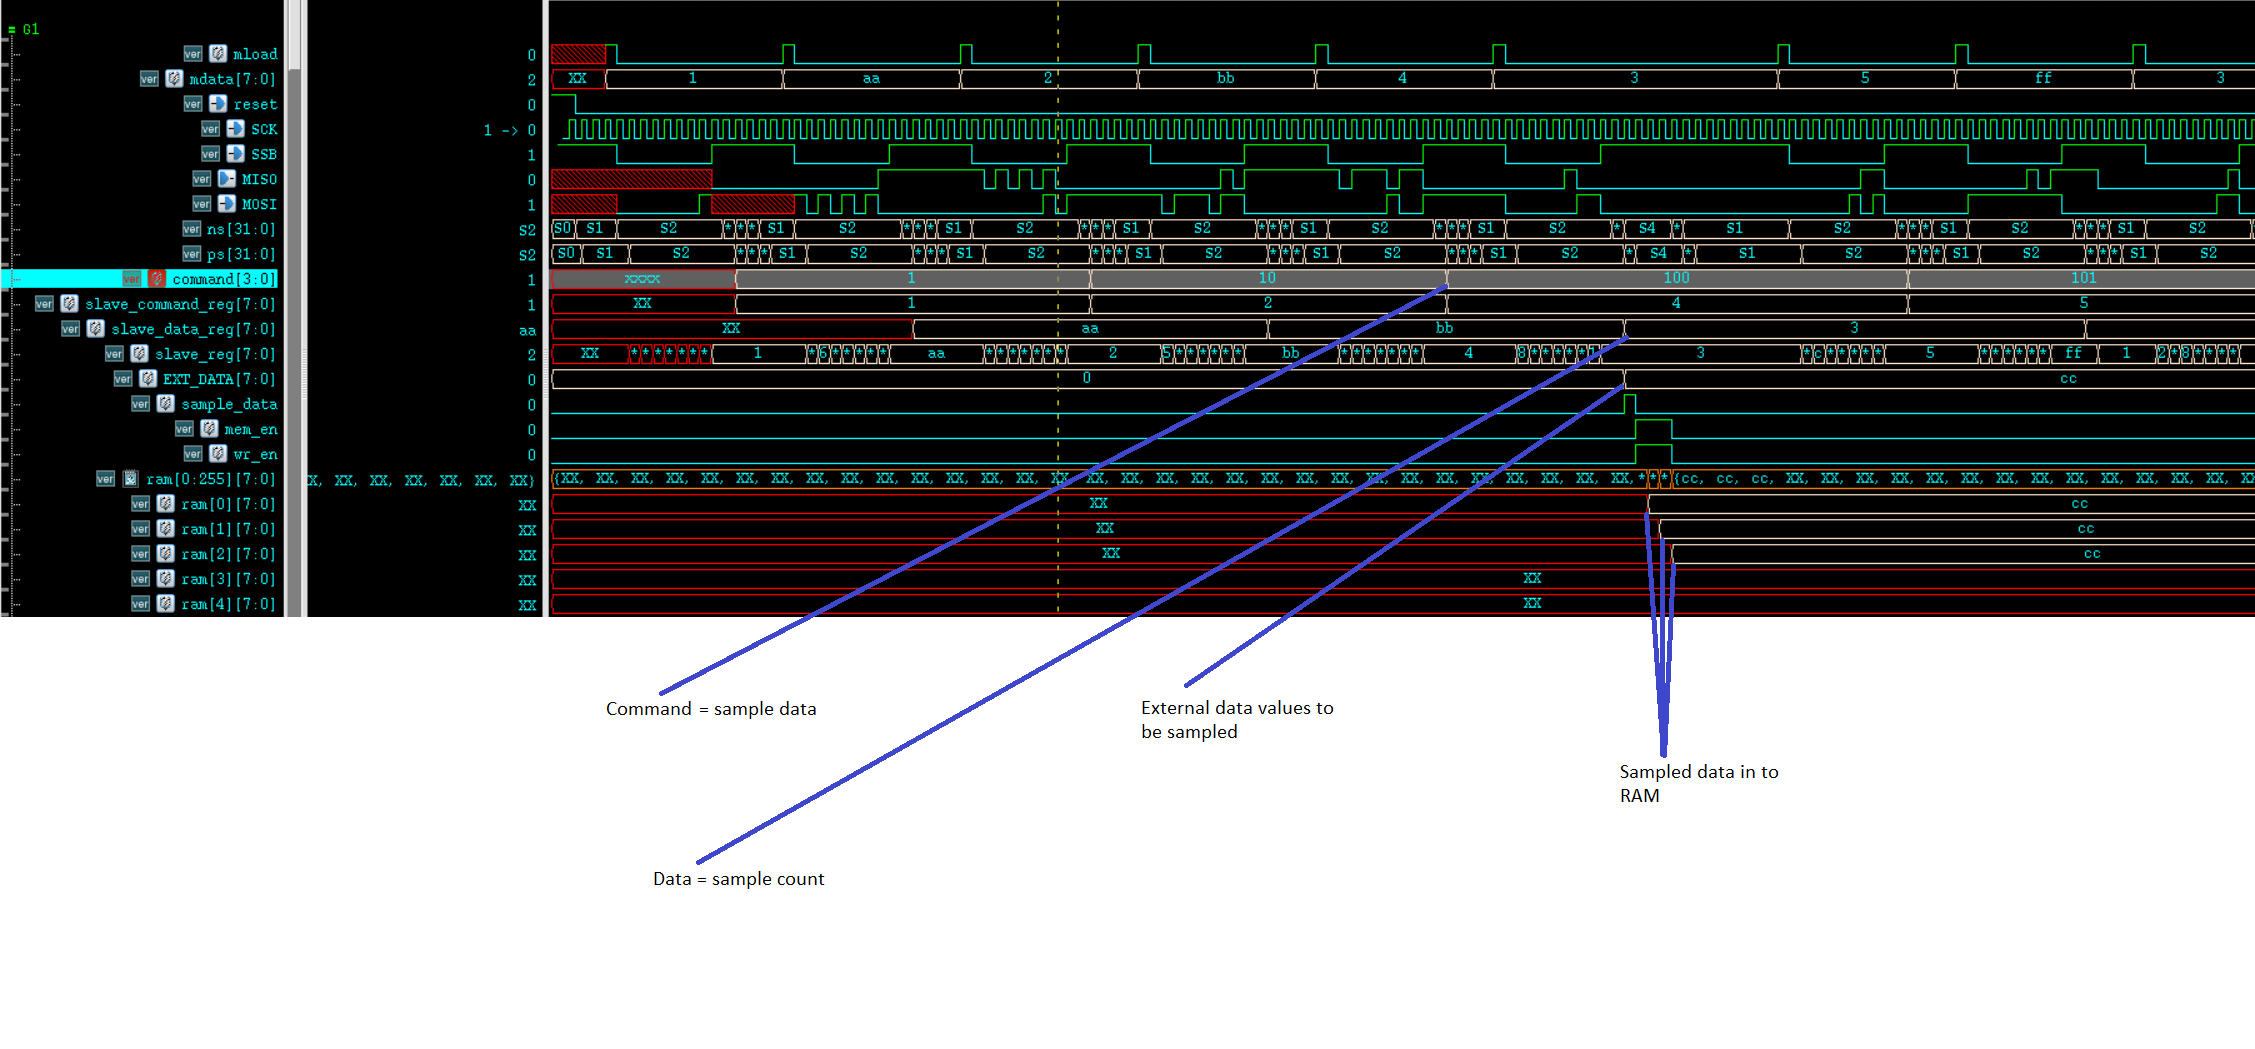 G1
ver mload 0
XX 1 aa 2 bb 4 3 5 ff 3
ver mdata[7:0] 2
ver reset 0
ver SCK 1 -> 0
ver SSB 1
ver MISO 0
ver MOSI 1
ver ns[31:0] S2 S0 S1 S2 * * * S1 S2 * * * S1 S2 * * * S1 S2 * * * S1 S2 * * * S1 S2 * S4 * S1 S2 * * * S1 S2 * * * S1 S2
ver ps[31:0] S2 S0 S1 S2 * * * S1 S2 * * * S1 S2 * * * S1 S2 * * * S1 S2 * * * S1 S2 * S4 * S1 S2 * * * S1 S2 * * * S1 S2
ver command[3:0] 1 xxxx 1 10 100 101
ver slave_command_reg[7:0] 1 XX 1 2 4 5
ver slave_data_reg[7:0] aa XX aa bb 3
ver slave_reg[7:0] 2 XX * * * * * * * 1 * 6 * * * * * aa * * * * * * * 2 5 * * * * * * bb * * * * * * * 4 8 * * * * * 3 * c * * * * * 5 * * * * * * ff 1 2 * 8 * * * *
ver EXT_DATA[7:0] 0 0 cc
ver sample_data 0
ver mem_en 0
ver wr_en 0
ver ram[0:255][7:0] X, XX, XX, XX, XX, XX, XX} {XX, XX, XX, XX, XX, XX, XX, XX, XX, XX, XX, XX, XX, XX, XX, XX, XX, XX, XX, XX, XX, XX, XX, XX, XX, XX, XX, XX, XX, XX, XX, * * * {cc, cc, cc, XX, XX, XX, XX, XX, XX, XX, XX, XX, XX, XX, XX, XX, XX
ver ram[0][7:0] XX XX cc
ver ram[1][7:0] XX XX cc
ver ram[2][7:0] XX XX cc
ver ram[3][7:0] XX XX
ver ram[4][7:0] XX XX
Command = sample data
External data values to
be sampled
Sampled data in to
RAM
Data = sample count